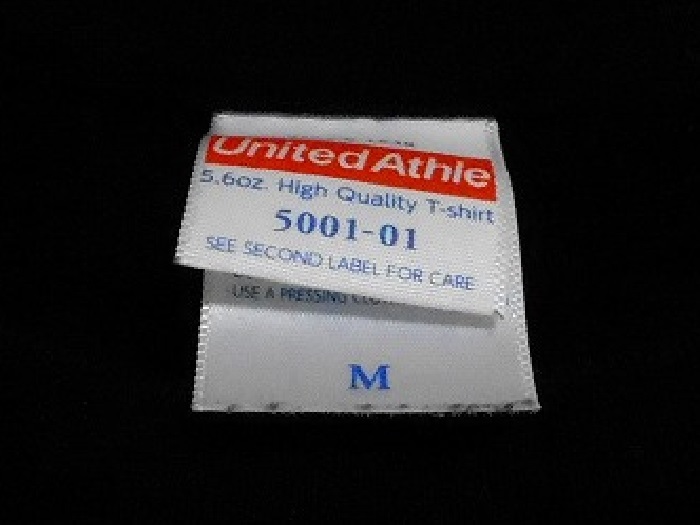 United Athle
5.6oz. High Quality T-shirt
5001-01
SEE SECOND LABEL FOR CARE
USE A PRESSING
M